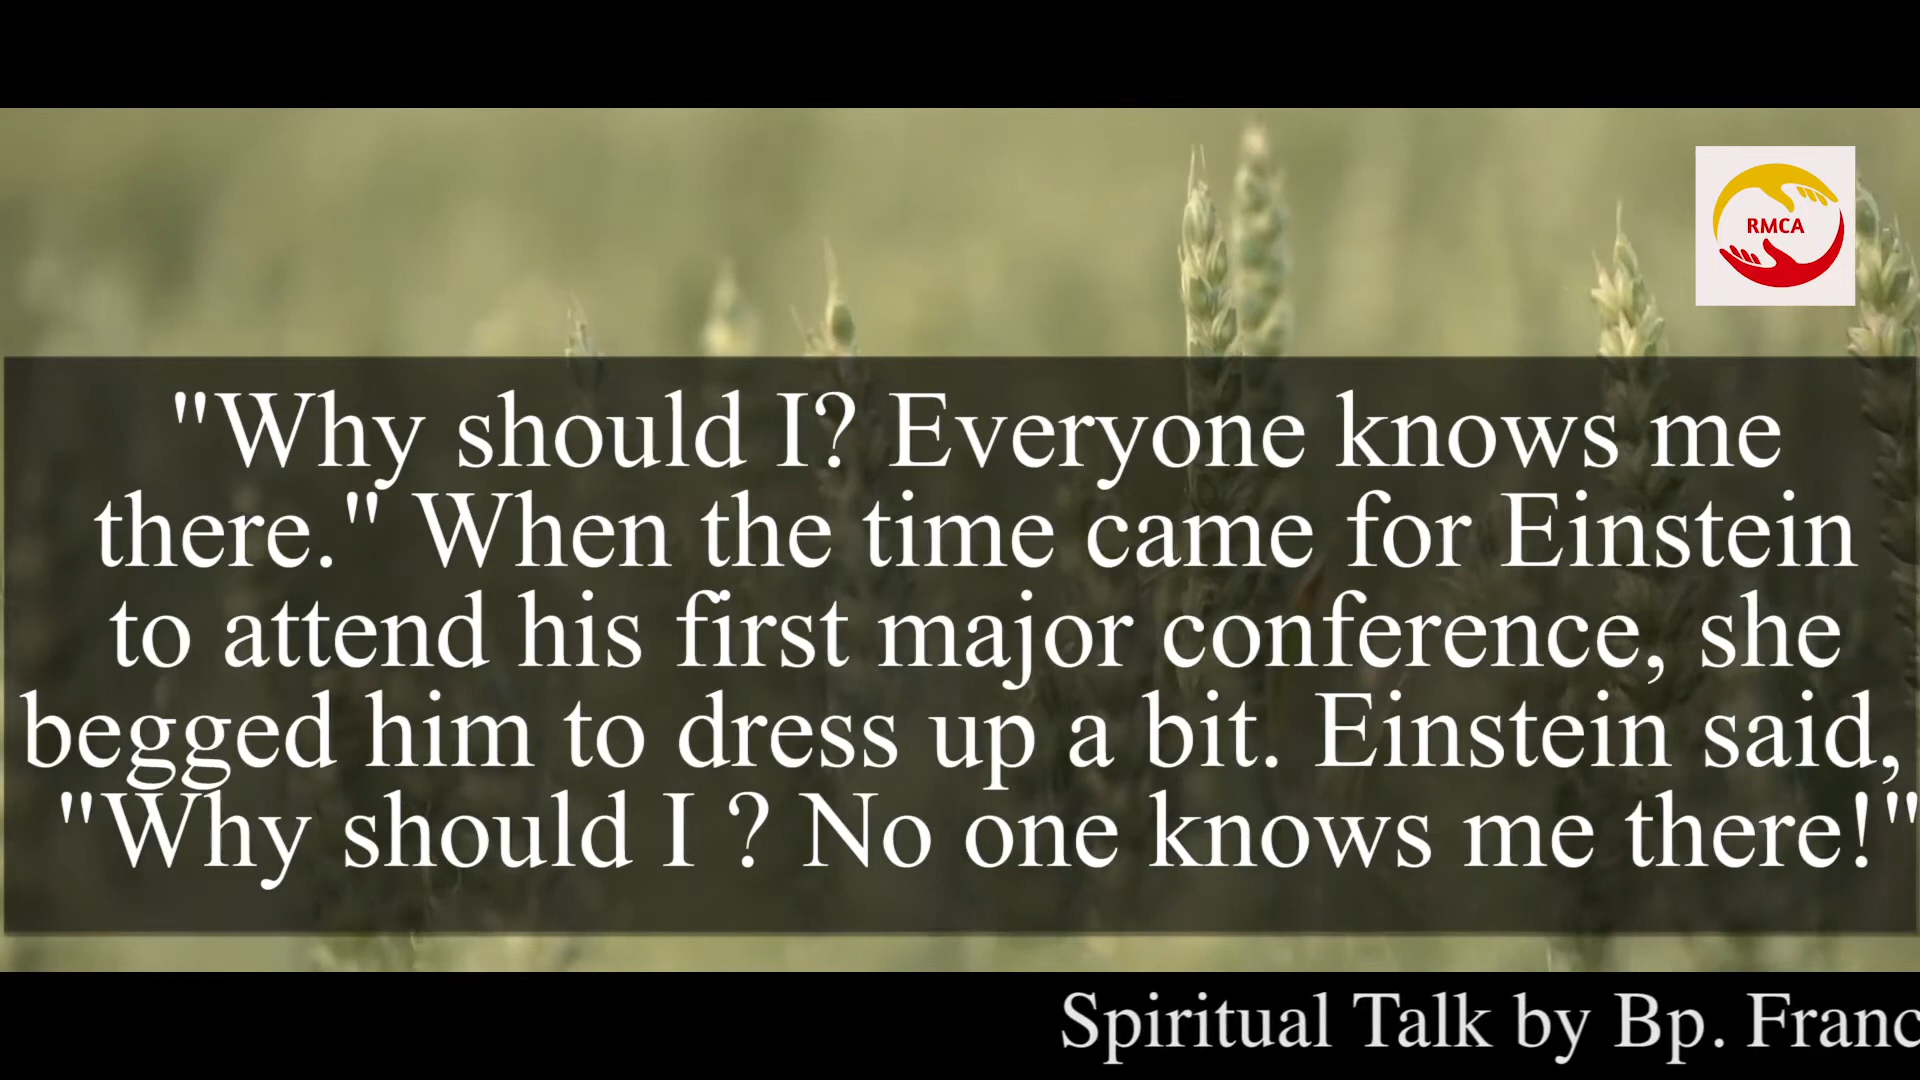 RMCA
"Why should I? Everyone knows me
there." When the time came for Einstein
to attend his first major conference, she
begged him to dress up a bit. Einstein said,
"Why should I ? No one knows me there!"
Spiritual Talk by Bp. Franc